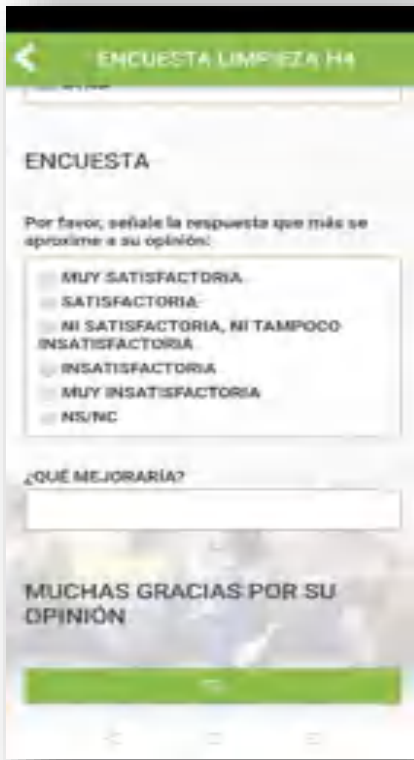 ENCUESTA LIMPIEZA H4
ENCUESTA
Por favor, señale la respuesta que más se
aproxime a su opinión:
MUY SATISFACTORIA
SATISFACTORIA
NI SATISFACTORIA, NI TAMPOCO
INSATISFACTORIA
INSATISFACTORIA
MUY INSATISFACTORIA
NS/NC
¿QUÉ MEJORARÍA?
MUCHAS GRACIAS POR SU
OPINIÓN